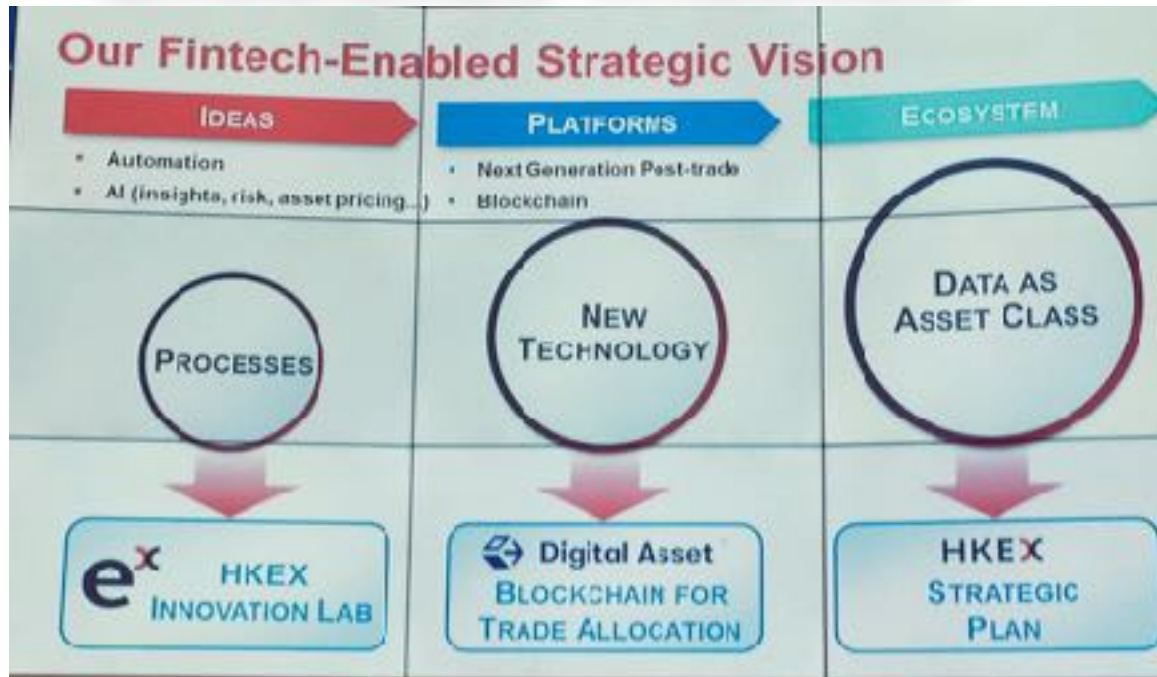 Our Fintech-Enabled Strategic Vision
IDEAS
PLATFORMS
ECOSYSTEM
• Automation
• AI (insights, risk, asset pricing...)
• Next Generation Post-trade
• Blockchain
PROCESSES
NEW
TECHNOLOGY
DATA AS
ASSET CLASS
ex
HKEX
INNOVATION LAB
Digital Asset
BLOCKCHAIN FOR
TRADE ALLOCATION
HKEX
STRATEGIC
PLAN